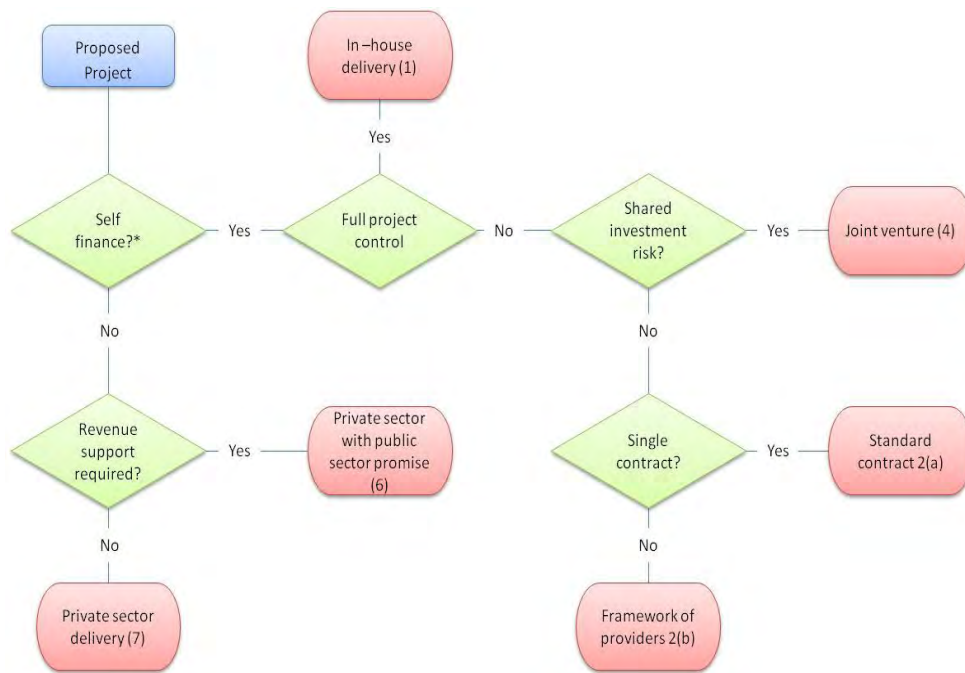 Proposed
Project
In –house
delivery (1)
Yes
Self
finance?*
Yes
Full project
control
No
Shared
investment
risk?
Yes
Joint venture (4)
No
No
Revenue
support
required?
Yes
Private sector
with public
sector promise
(6)
Single
contract?
Yes
Standard
contract 2(a)
No
No
Private sector
delivery (7)
Framework of
providers 2(b)